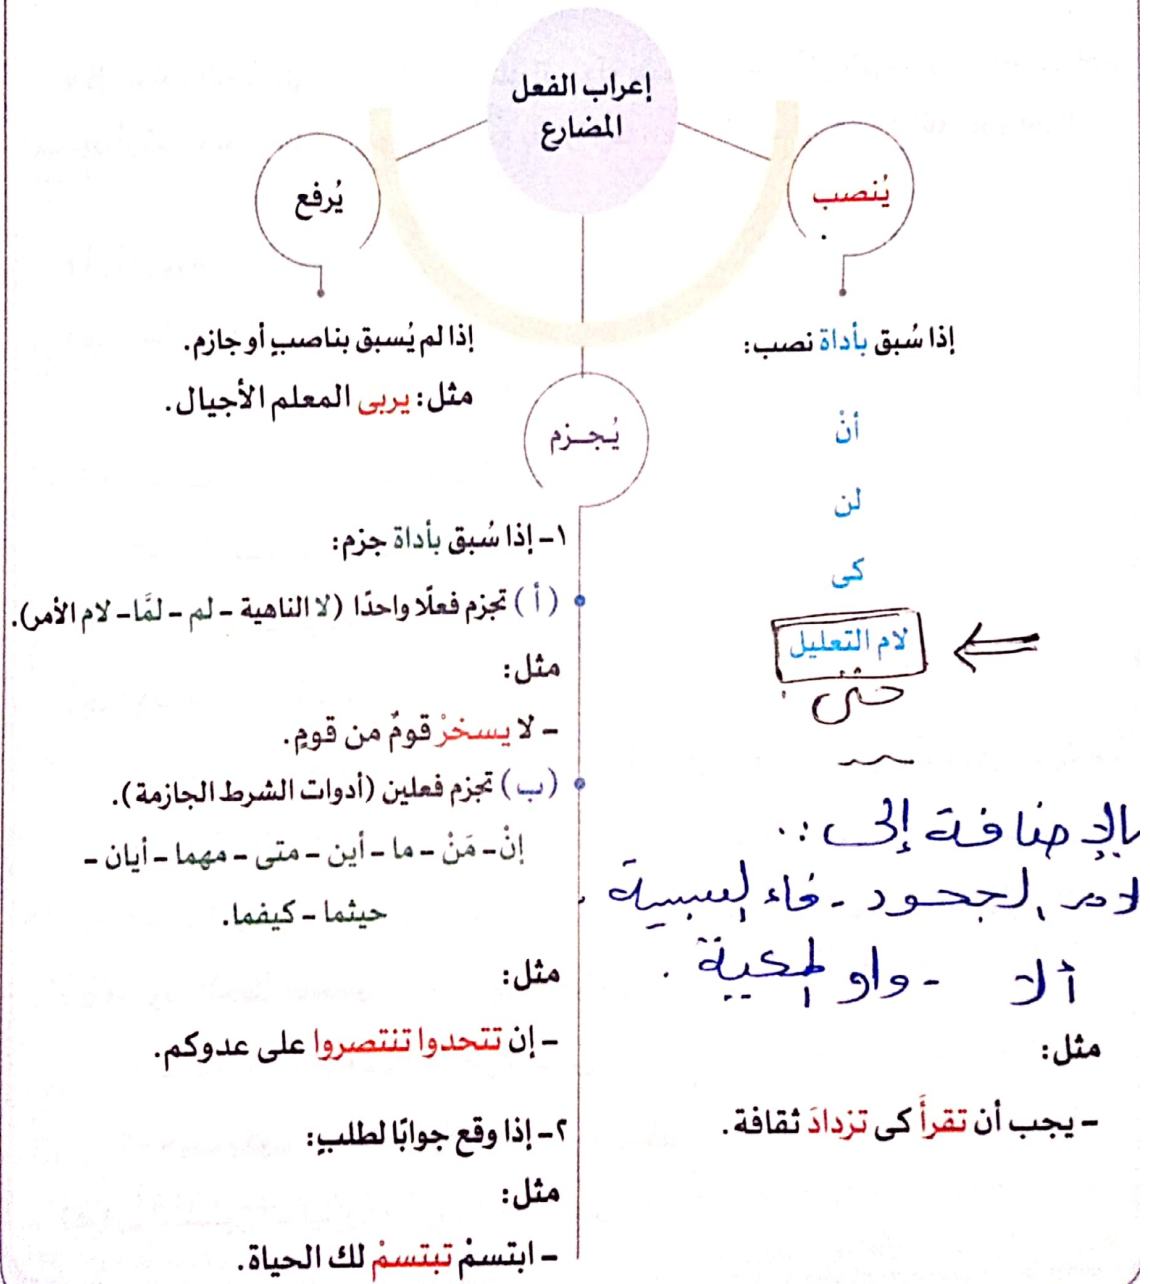 إعراب الفعل
المضارع
يُنصب
إذا سُبق بأداة نصب:
أنْ
لن
كى
لام التعليل
حتى
بالإضافة إلى :.
لام الجحود - فاء السببية
ألا - واو المعية .
مثل:
- يجب أن تقرأَ كى تزدادَ ثقافة.
يُرفع
إذا لم يُسبق بناصبٍ أو جازم.
مثل: يربى المعلم الأجيال.
يُجـزم
١- إذا سُبق بأداة جزم:
(أ) تجزم فعلًا واحدًا (لا الناهية - لم - لمَّا - لام الأمر).
مثل:
- لا يسخرْ قومٌ من قومٍ.
(ب) تجزم فعلين (أدوات الشرط الجازمة).
إنْ - مَنْ - ما - أين - متى - مهما - أيان -
حيثما - كيفما.
مثل:
- إن تتحدوا تنتصروا على عدوكم.
٢- إذا وقع جوابًا لطلبٍ:
مثل:
- ابتسمْ تبتسمْ لك الحياة.